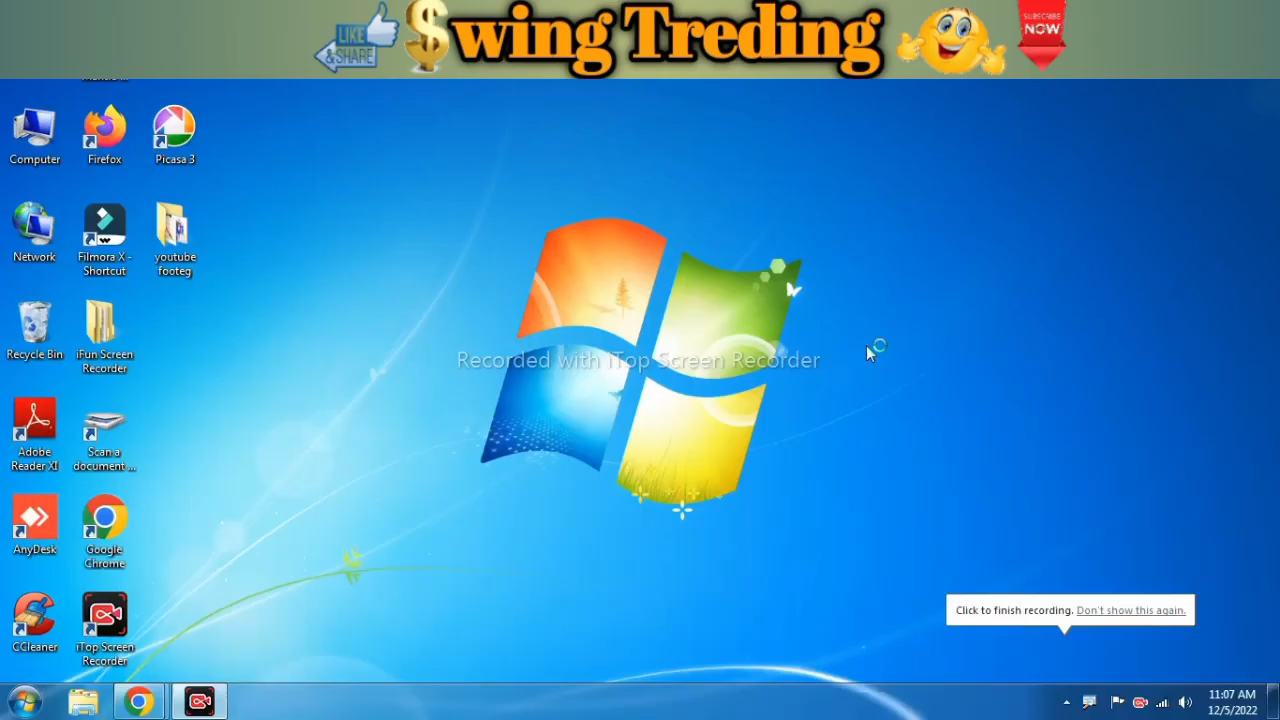 LIKE
& SHARE
$wing Treding
SUBSCRIBE
NOW
Computer
Firefox
Picasa 3
Network
Filmora X -
Shortcut
youtube
footeg
Recycle Bin
iFun Screen
Recorder
Recorded with iTop Screen Recorder
Adobe
Reader XI
Scan a
document ...
AnyDesk
Google
Chrome
CCleaner
iTop Screen
Recorder
Click to finish recording. Don't show this again.
11:07 AM
12/5/2022